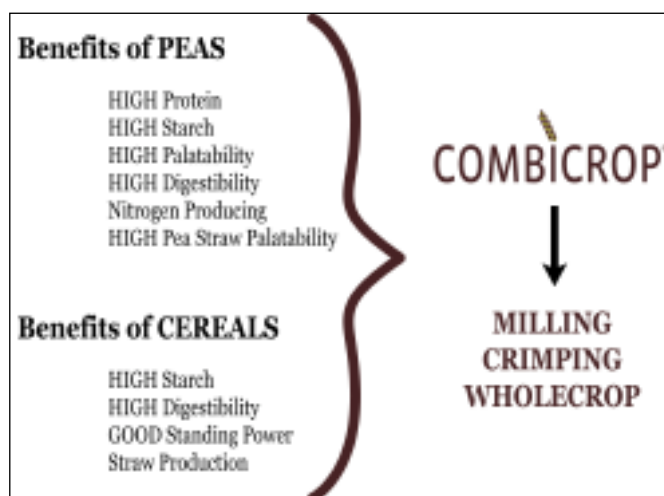 Benefits of PEAS
HIGH Protein
HIGH Starch
HIGH Palatability
HIGH Digestibility
Nitrogen Producing
HIGH Pea Straw Palatability
Benefits of CEREALS
HIGH Starch
HIGH Digestibility
GOOD Standing Power
Straw Production
COMBICROP
MILLING
CRIMPING
WHOLECROP